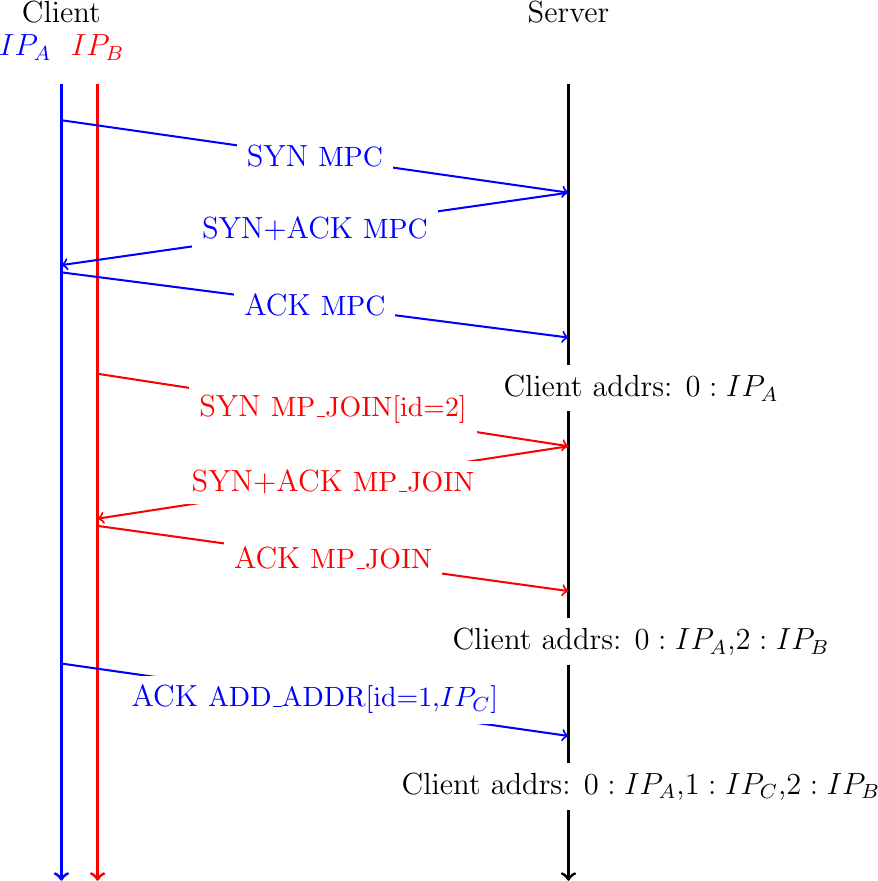 Client Server
IP_A IP_B
SYN MPC
SYN+ACK MPC
ACK MPC
Client addrs: 0 : IP_A
SYN MP_JOIN[id=2]
SYN+ACK MP_JOIN
ACK MP_JOIN
Client addrs: 0 : IP_A,2 : IP_B
ACK ADD_ADDR[id=1,IP_C]
Client addrs: 0 : IP_A,1 : IP_C,2 : IP_B